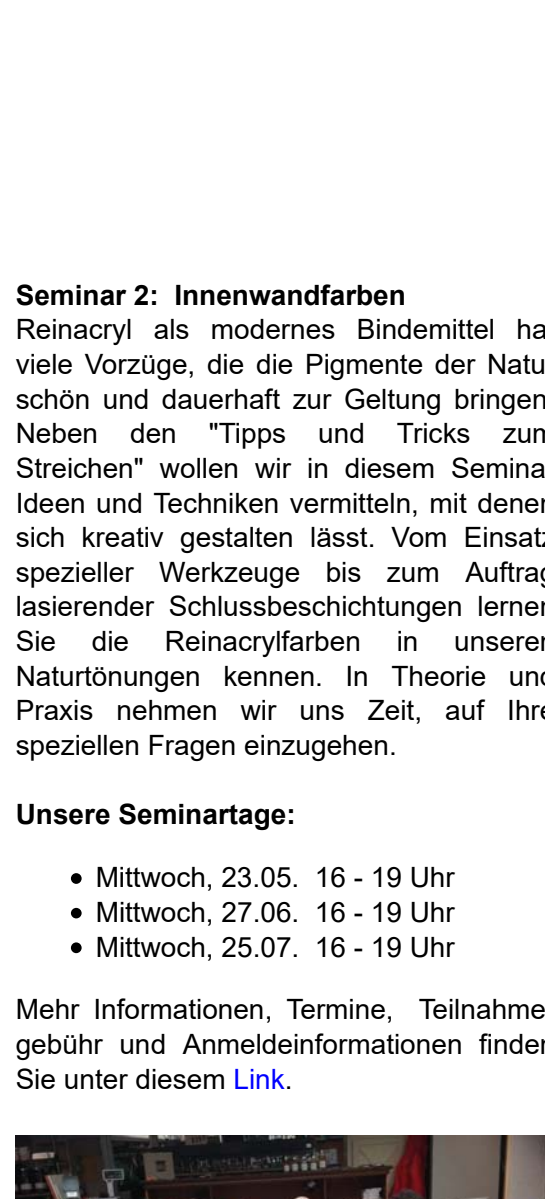 Seminar 2:  Innenwandfarben
Reinacryl als modernes Bindemittel ha
viele Vorzüge, die die Pigmente der Natu
schön und dauerhaft zur Geltung bringen
Neben den "Tipps und Tricks zum
Streichen" wollen wir in diesem Semina
Ideen und Techniken vermitteln, mit denen
sich kreativ gestalten lässt. Vom Einsatz
spezieller Werkzeuge bis zum Auftrag
lasierender Schlussbeschichtungen lernen
Sie die Reinacrylfarben in unseren
Naturtönungen kennen. In Theorie und
Praxis nehmen wir uns Zeit, auf Ihre
speziellen Fragen einzugehen.
Unsere Seminartage:
• Mittwoch, 23.05.  16 - 19 Uhr
• Mittwoch, 27.06.  16 - 19 Uhr
• Mittwoch, 25.07.  16 - 19 Uhr
Mehr Informationen, Termine,  Teilnahme
gebühr und Anmeldeinformationen finden
Sie unter diesem Link.